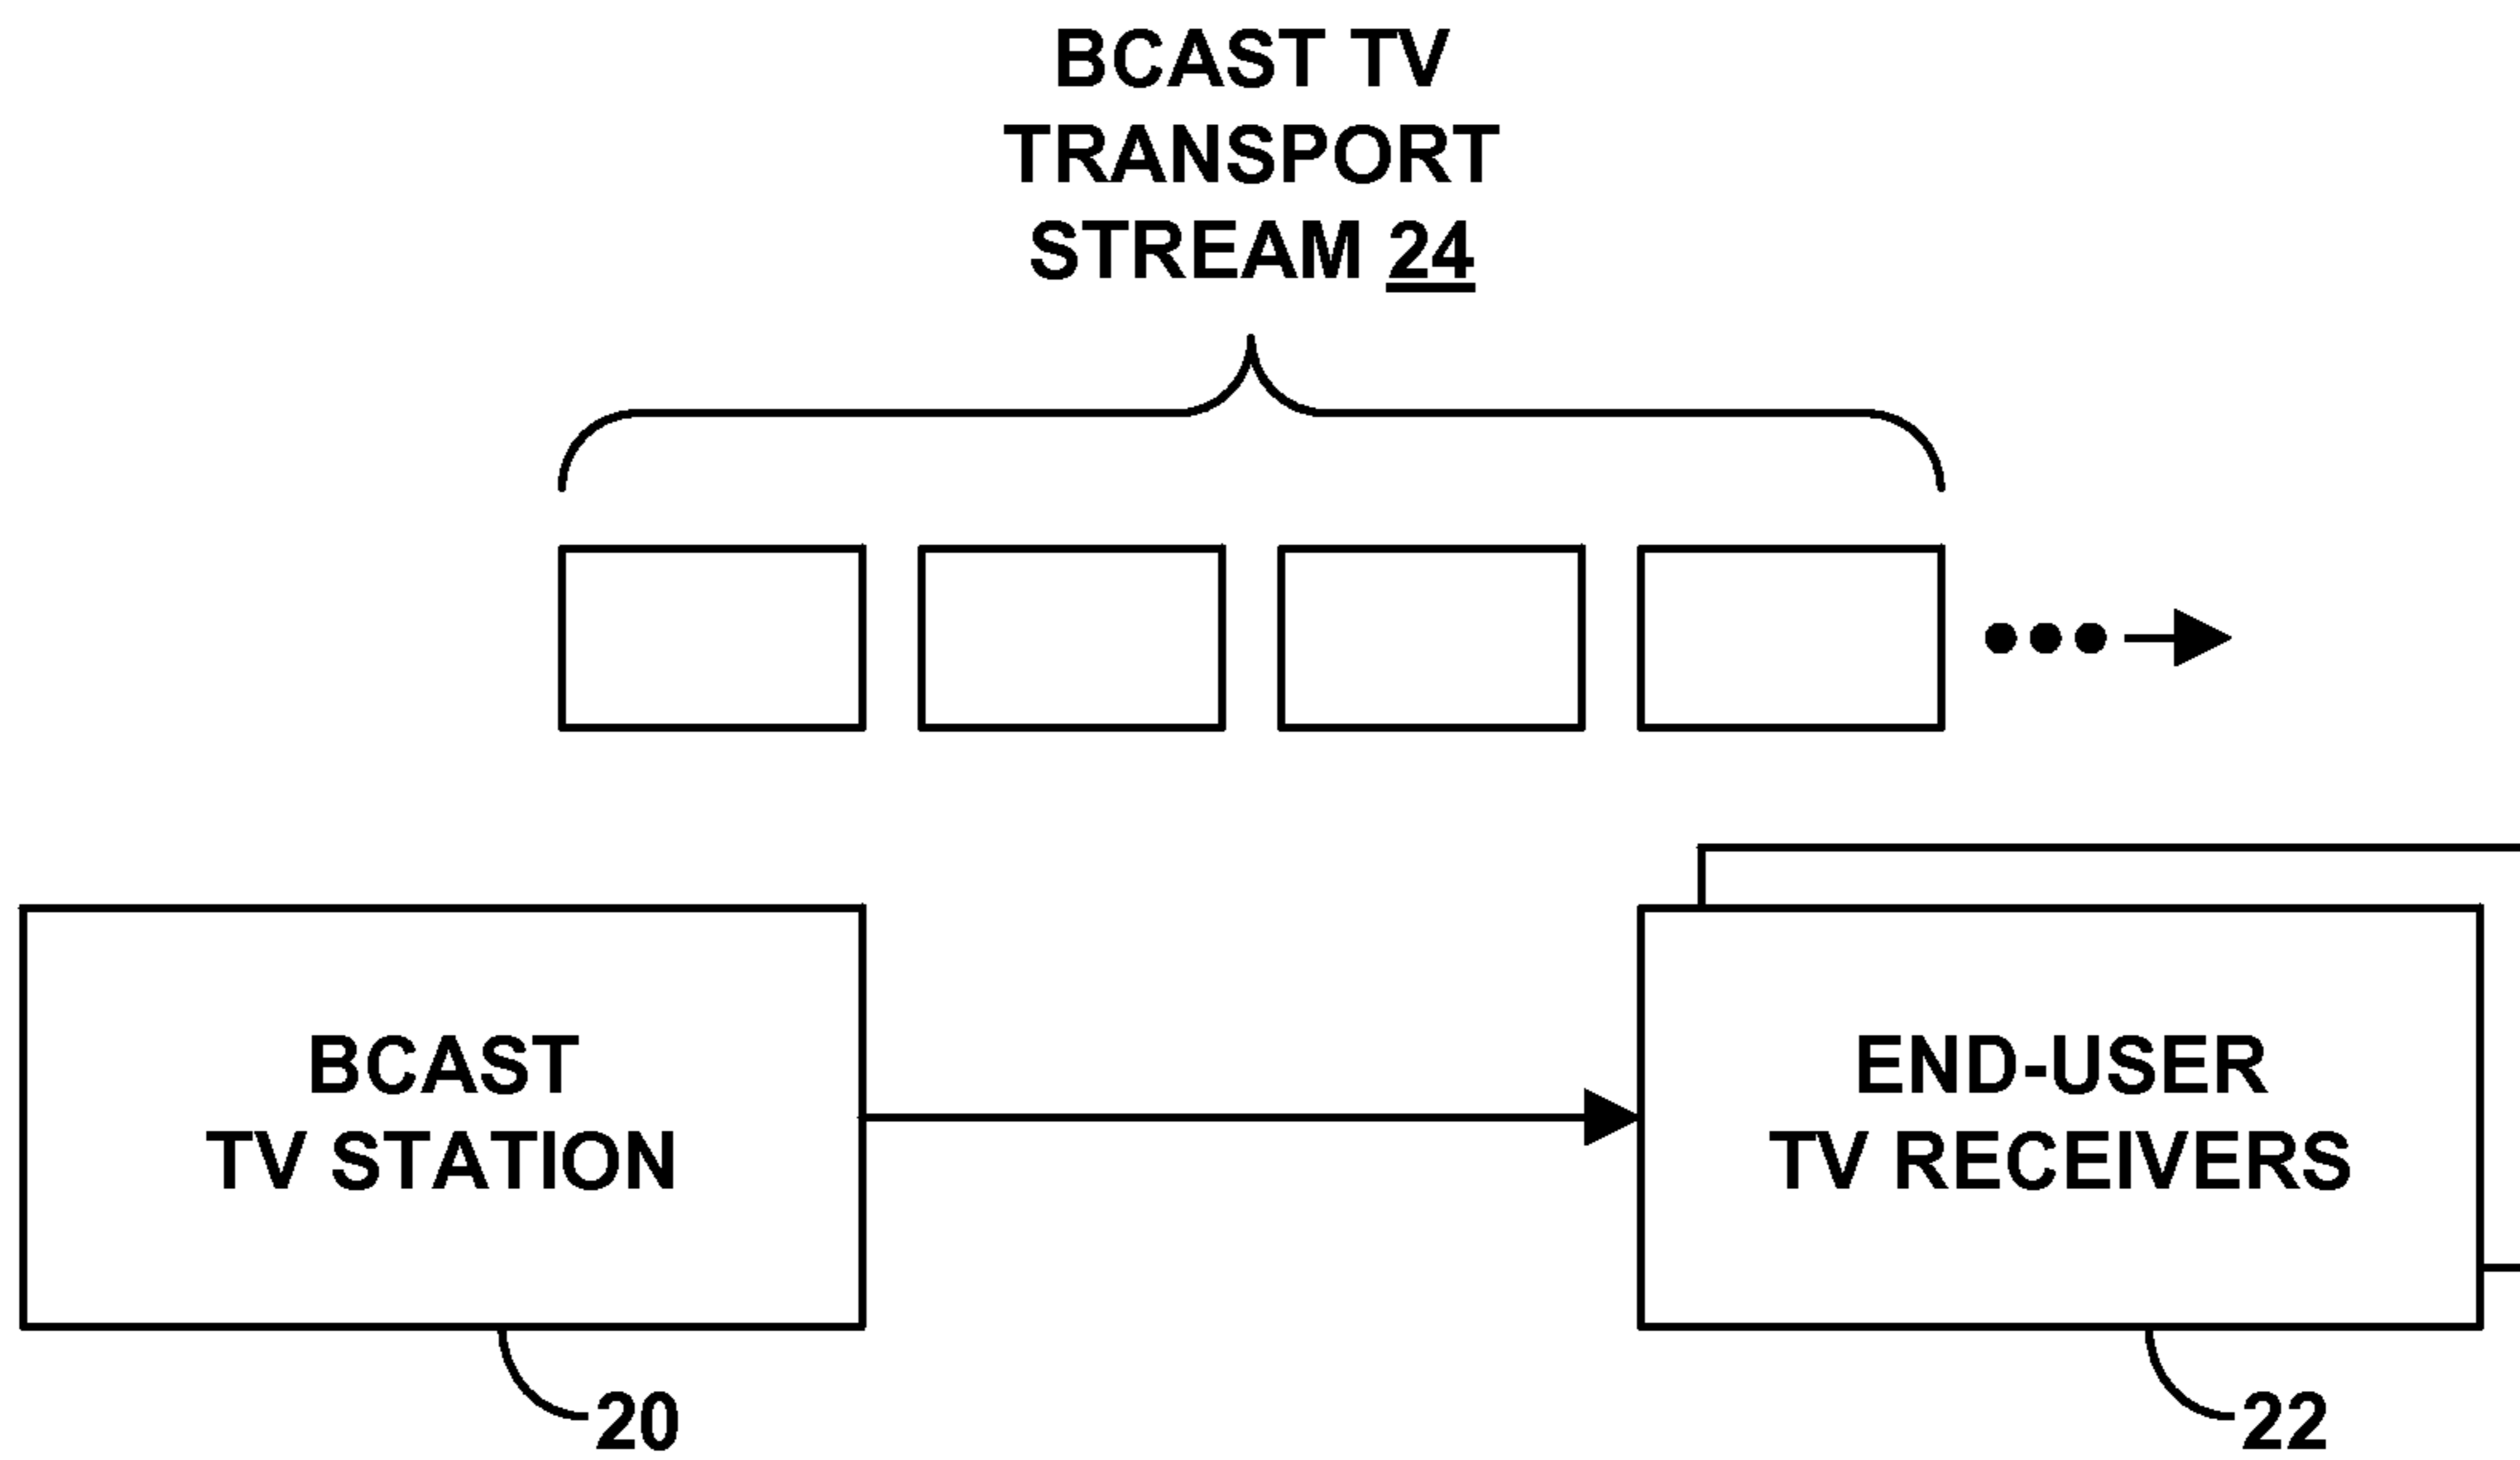 BCAST TV
TRANSPORT
STREAM 24
BCAST
TV STATION
END-USER
TV RECEIVERS
20
22